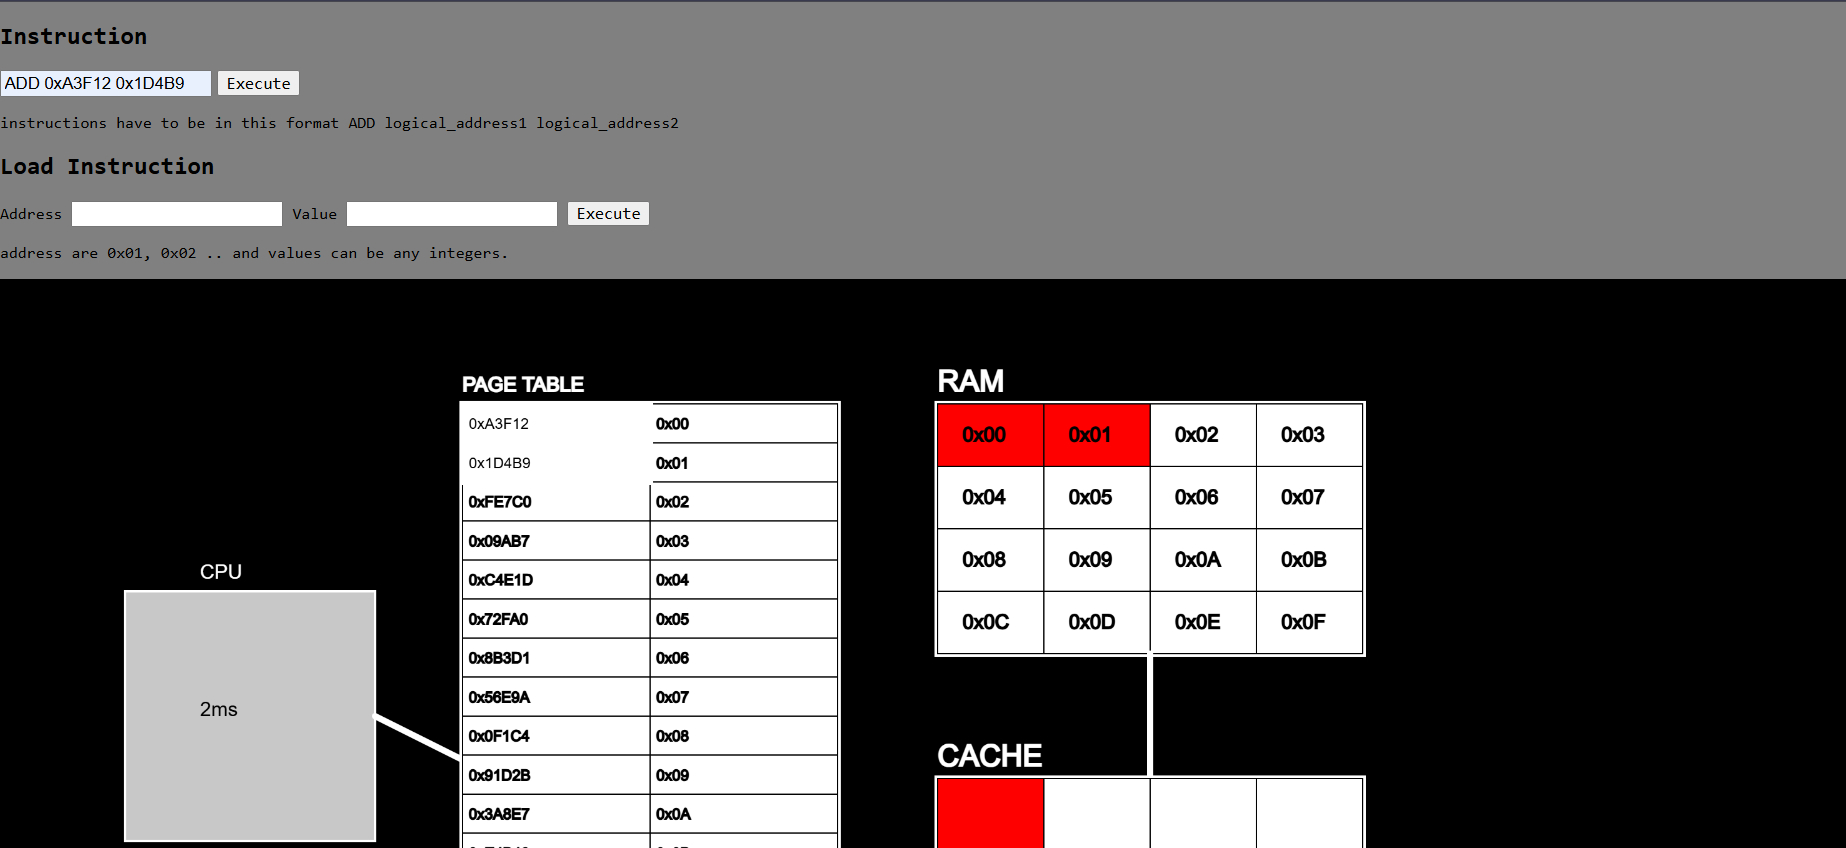 Instruction
ADD 0xA3F12 0x1D4B9 Execute
instructions have to be in this format ADD logical_address1 logical_address2
Load Instruction
Address Value Execute
address are 0x01, 0x02 .. and values can be any integers.
PAGE TABLE
0xA3F12 0x00
0x1D4B9 0x01
0xFE7C0 0x02
0x09AB7 0x03
0xC4E1D 0x04
0x72FA0 0x05
0x8B3D1 0x06
0x56E9A 0x07
0x0F1C4 0x08
0x91D2B 0x09
0x3A8E7 0x0A
RAM
0x00 0x01 0x02 0x03
0x04 0x05 0x06 0x07
0x08 0x09 0x0A 0x0B
0x0C 0x0D 0x0E 0x0F
CPU
2ms
CACHE